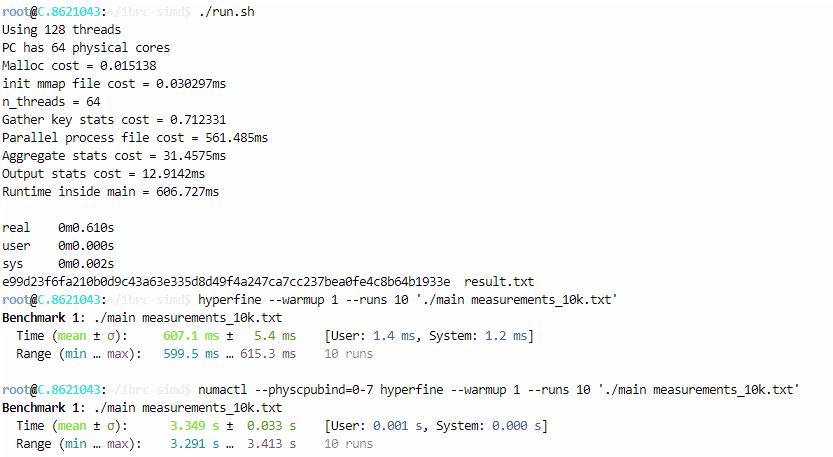 root@C.8621043:~/1brc-simd$ ./run.sh
Using 128 threads
PC has 64 physical cores
Malloc cost = 0.015138
init mmap file cost = 0.030297ms
n_threads = 64
Gather key stats cost = 0.712331
Parallel process file cost = 561.485ms
Aggregate stats cost = 31.4575ms
Output stats cost = 12.9142ms
Runtime inside main = 606.727ms
real 0m0.610s
user 0m0.000s
sys 0m0.002s
e99d23f6fa210b0d9c43a63e335d8d49f4a247ca7cc237bea0fe4c8b64b1933e result.txt
root@C.8621043:~/1brc-simd$ hyperfine --warmup 1 --runs 10 './main measurements_10k.txt'
Benchmark 1: ./main measurements_10k.txt
Time (mean ± σ): 607.1 ms ± 5.4 ms [User: 1.4 ms, System: 1.2 ms]
Range (min … max): 599.5 ms … 615.3 ms 10 runs
root@C.8621043:~/1brc-simd$ numactl --physcpubind=0-7 hyperfine --warmup 1 --runs 10 './main measurements_10k.txt'
Benchmark 1: ./main measurements_10k.txt
Time (mean ± σ): 3.349 s ± 0.033 s [User: 0.001 s, System: 0.000 s]
Range (min … max): 3.291 s … 3.413 s 10 runs